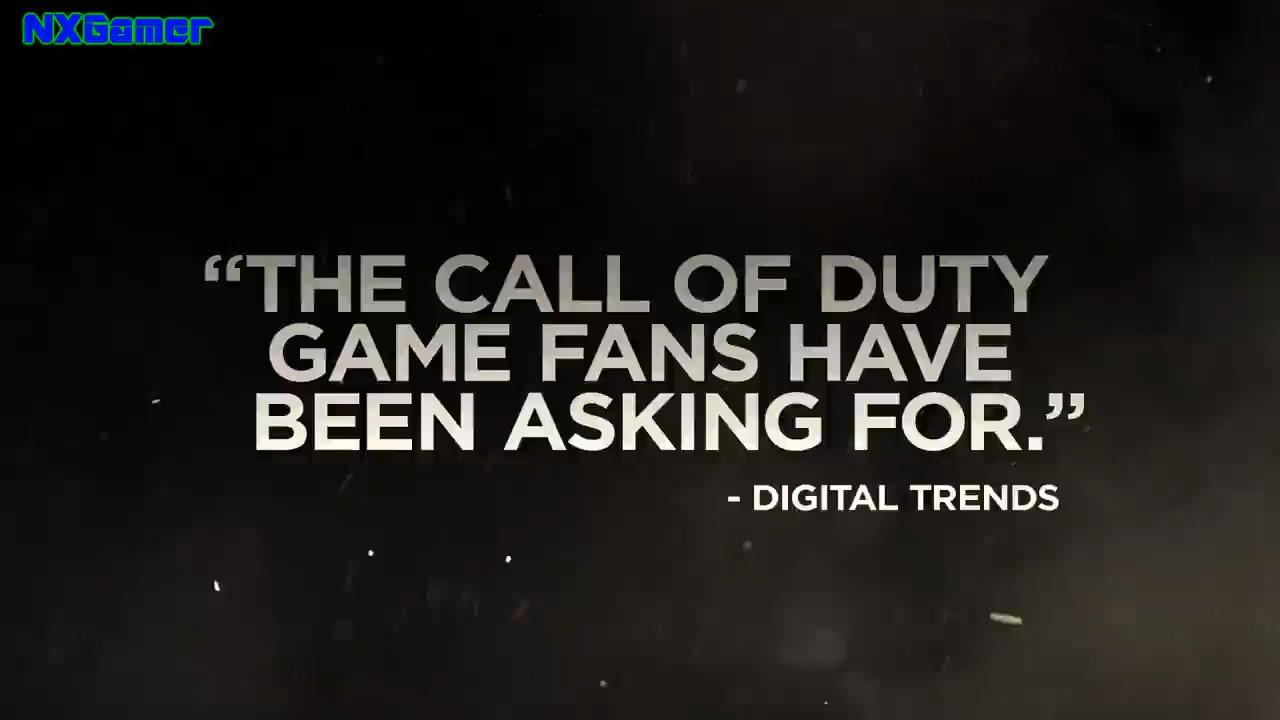 NXGamer
“THE CALL OF DUTY
GAME FANS HAVE
BEEN ASKING FOR.”
- DIGITAL TRENDS